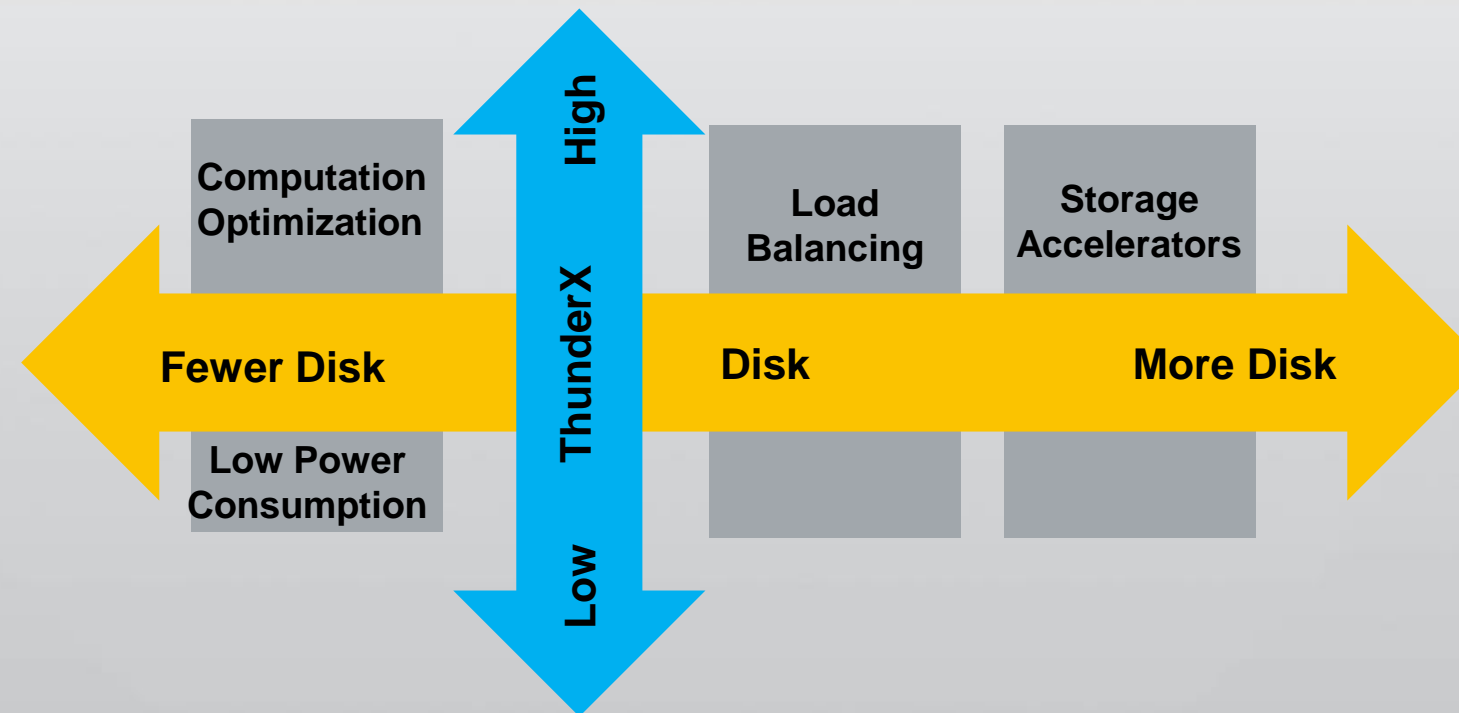 High
Computation
Optimization
Load
Balancing
Storage
Accelerators
ThunderX
Fewer Disk
Disk
More Disk
Low Power
Consumption
Low